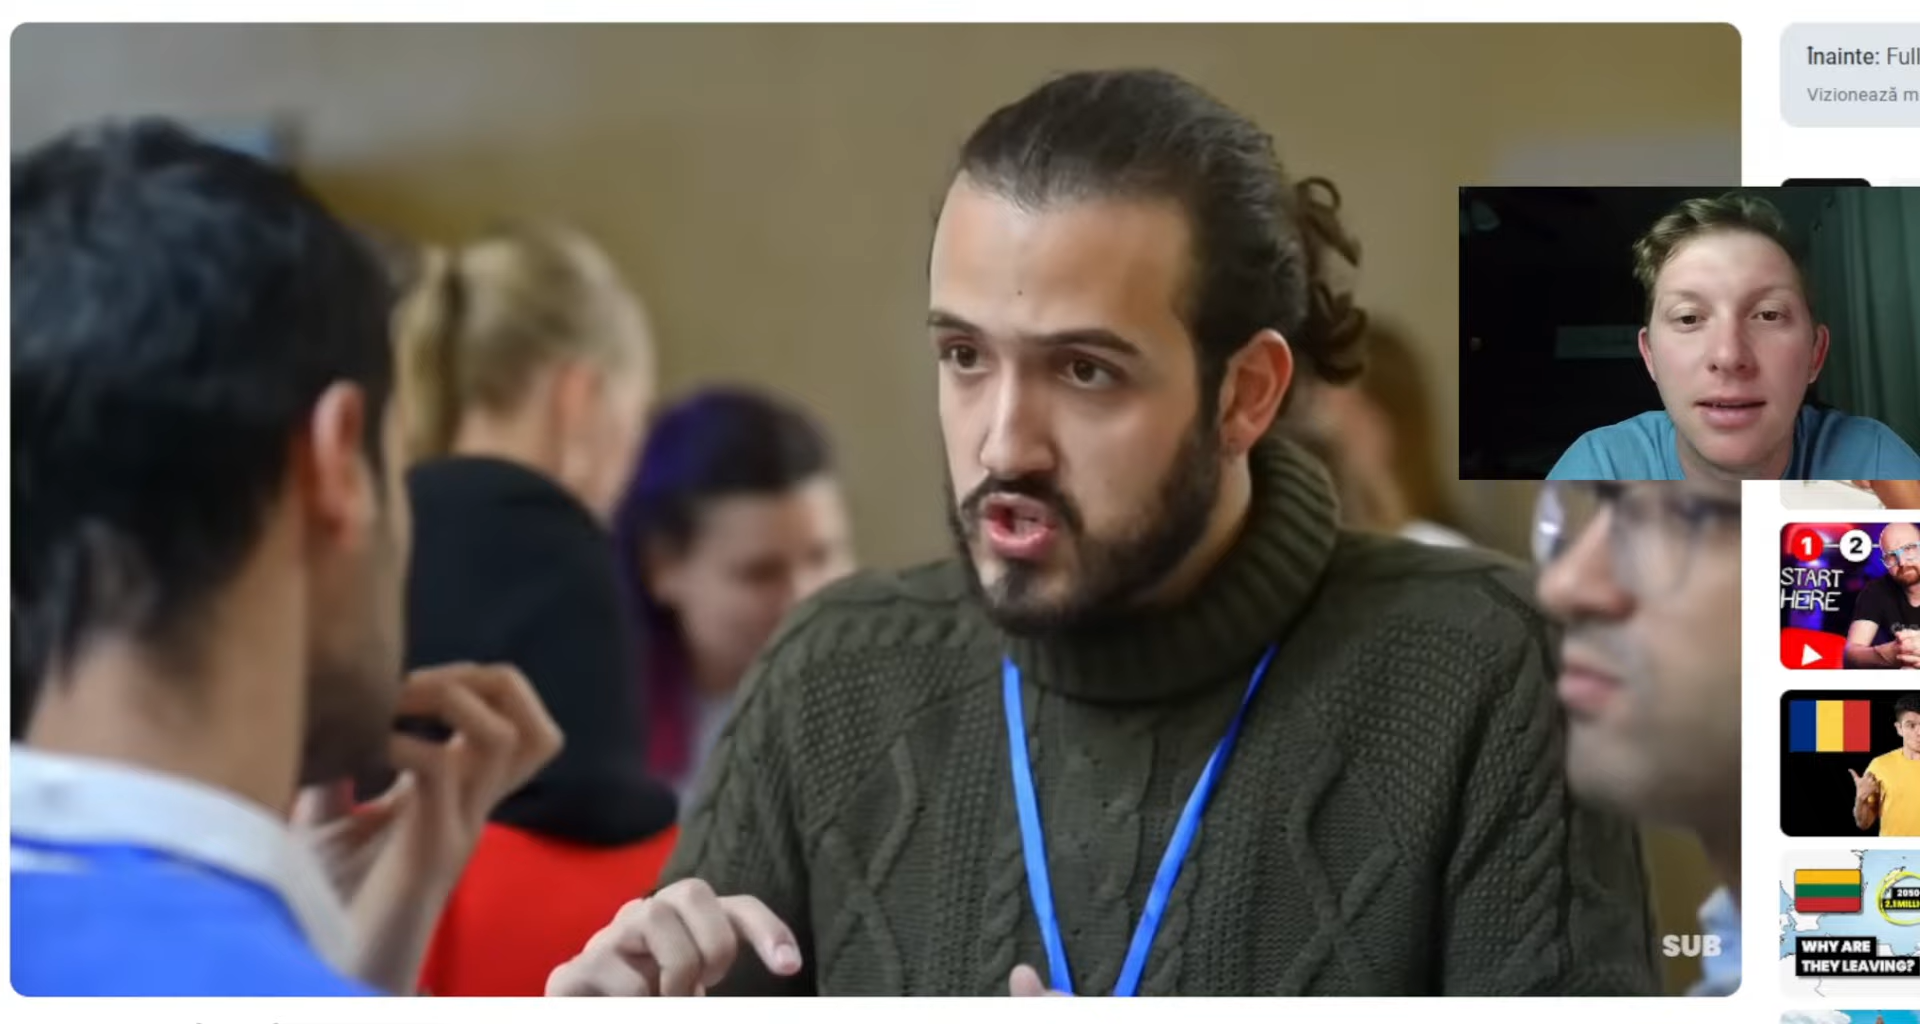 Înainte: Full
Vizionează m
1 2
START
HERE
SUB
2050
WHY ARE
THEY LEAVING?